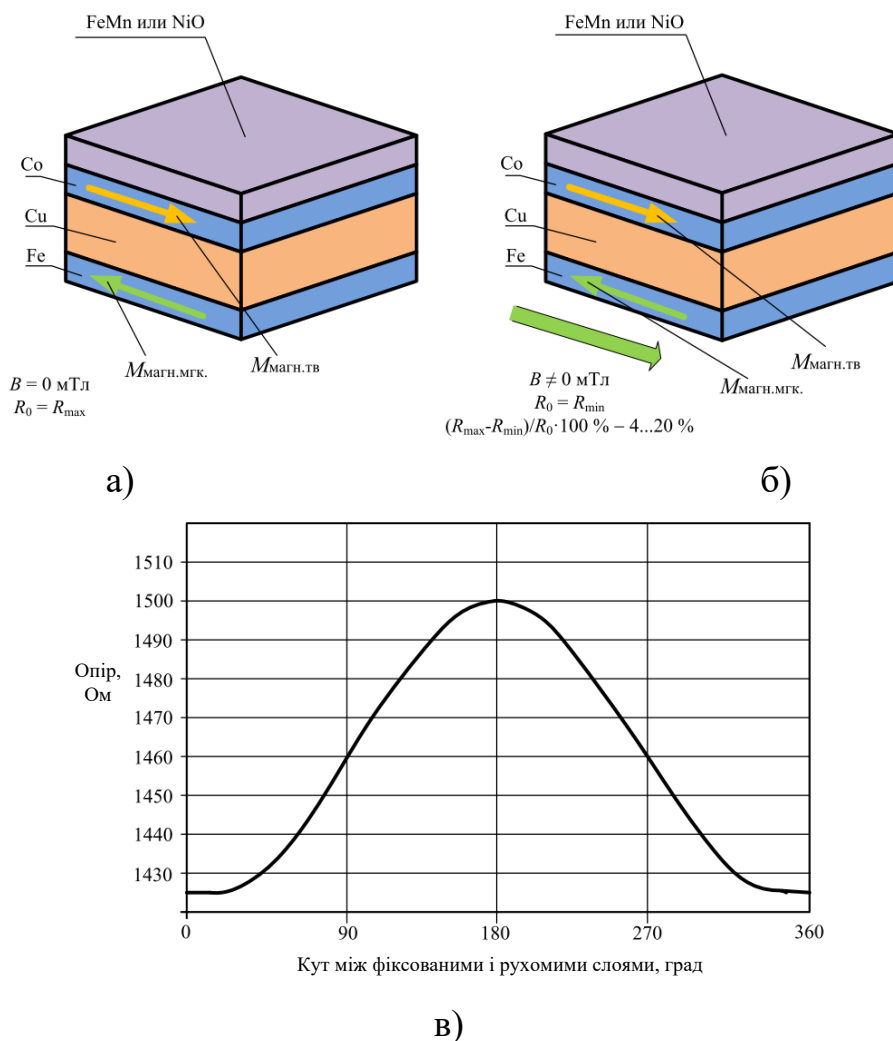 FeMn или NiO
Co
Cu
Fe
Mмагн.мгк.
Mмагн.тв
B = 0 мТл
R0 = Rmax
а)
FeMn или NiO
Co
Cu
Fe
Mмагн.тв
Mмагн.мгк.
B ≠ 0 мТл
R0 = Rmin
(Rmax-Rmin)/R0·100 % – 4...20 %
б)
1510
1500
1490
1480
1470
1460
1450
1440
1430
Опір,
Ом
0 90 180 270 360
Кут між фіксованими і рухомими слоями, град
в)